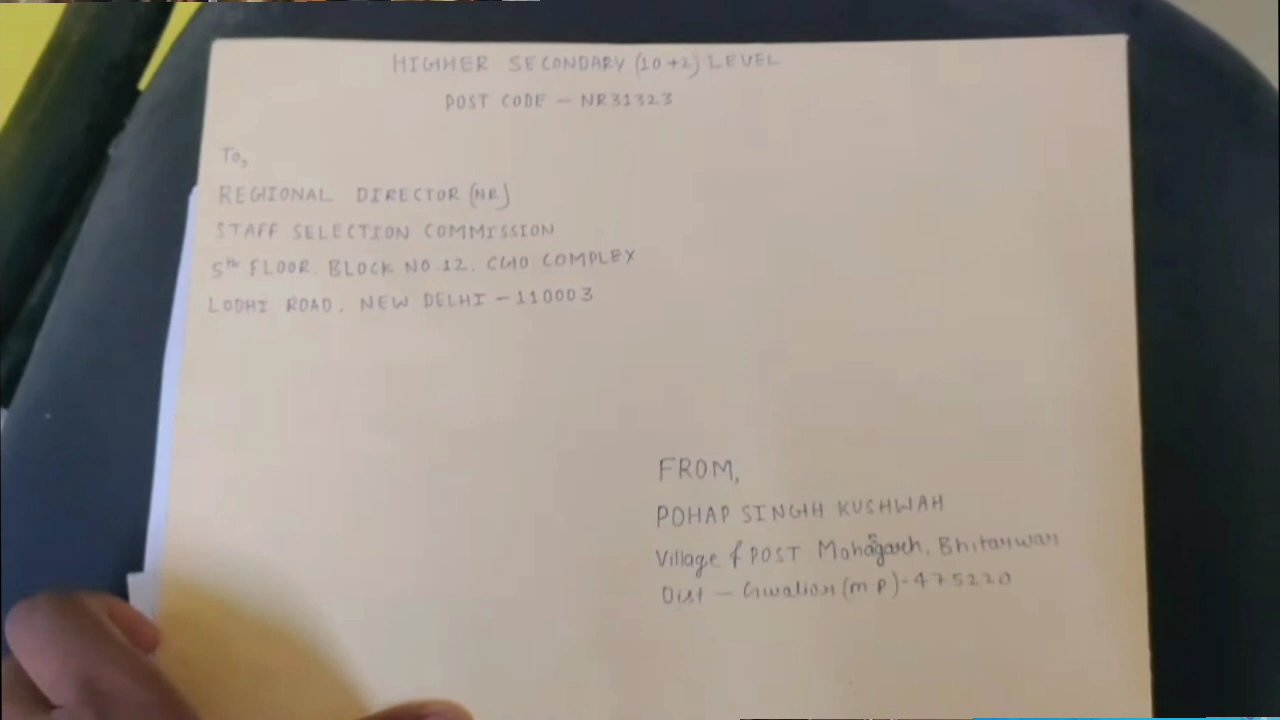 HIGHER SECONDARY (10+2) LEVEL
POST CODE - NR31323
To,
REGIONAL DIRECTOR (NR)
STAFF SELECTION COMMISSION
5th FLOOR. BLOCK NO 12. CGO COMPLEX
LODHI ROAD, NEW DELHI - 110003
FROM,
POHAP SINGH KUSHWAH
Village & POST Bhitarwar
Dist - Gwalior (m p)-475220